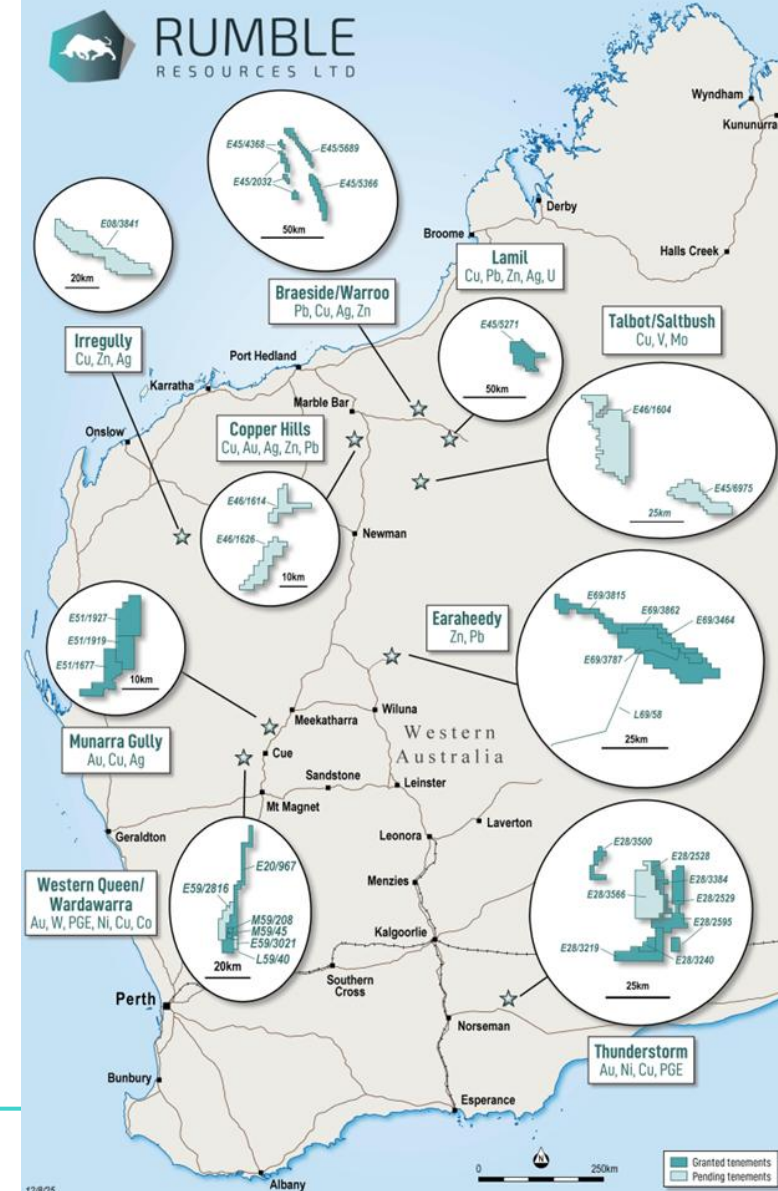 RUMBLE
RESOURCES LTD
Wyndham
Kununurra
E45/4368
E45/5689
E45/2032
E45/5366
50km
Derby
Broome
Halls Creek
E08/3841
20km
Lamil
Cu, Pb, Zn, Ag, U
Braeside/Warroo
Pb, Cu, Ag, Zn
Talbot/Saltbush
Cu, V, Mo
E45/5271
50km
Irregully
Cu, Zn, Ag
Port Hedland
Karratha
Marble Bar
Onslow
Copper Hills
Cu, Au, Ag, Zn, Pb
E46/1604
E45/6975
25km
E46/1614
E46/1626
10km
Newman
E51/1927
E51/1919
E51/1677
10km
Earaheedy
Zn, Pb
E69/3815
E69/3862
E69/3464
E69/3787
L69/58
25km
Munarra Gully
Au, Cu, Ag
Meekatharra
Wiluna
Western
Australia
Cue
Sandstone
Leinster
Mt Magnet
Geraldton
Leonora
Laverton
Western Queen/
Wardawarra
Au, W, PGE, Ni, Cu, Co
E20/967
E59/2816
M59/208
M59/45
E59/3021
L59/40
20km
Menzies
Kalgoorlie
E28/3500
E28/2528
E28/3384
E28/3566
E28/2529
E28/2595
E28/3219
E28/3240
25km
Southern
Cross
Perth
Norseman
Thunderstorm
Au, Ni, Cu, PGE
Bunbury
Esperance
Albany
N
0
250km
Granted tenements
Pending tenements